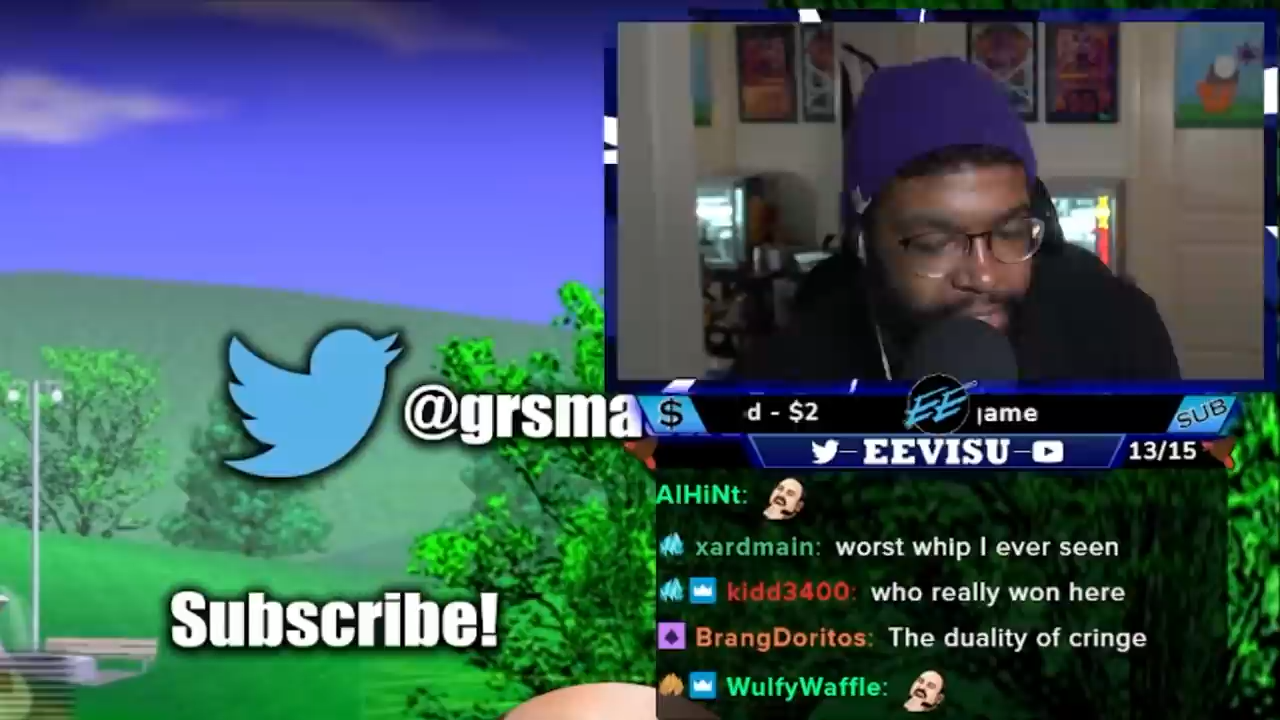 @grsma
Subscribe!
$ d - $2 EE ame SUB
EEVISU 13/15
AlHiNt:
xardmain: worst whip I ever seen
kidd3400: who really won here
BrangDoritos: The duality of cringe
WulfyWaffle: